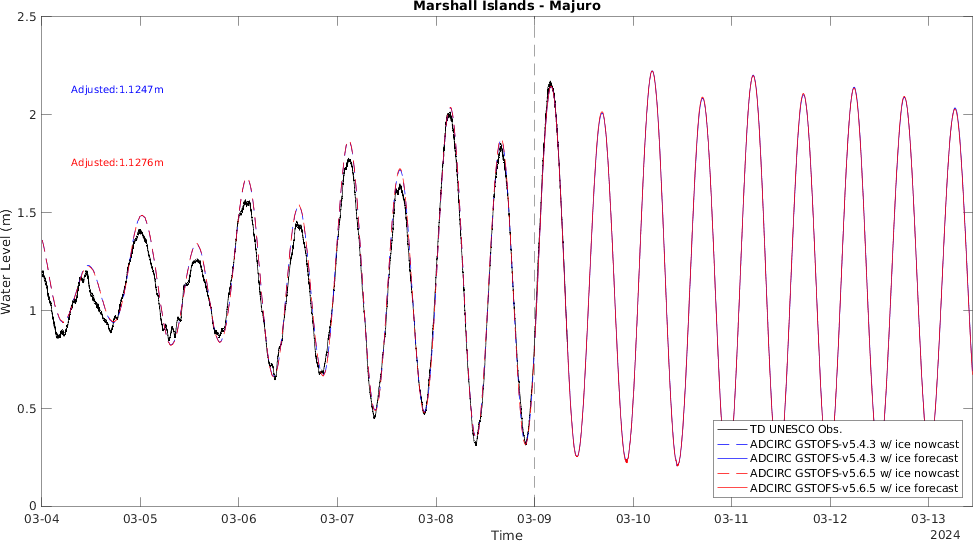 Marshall Islands - Majuro
2.5
2
1.5
1
0.5
0
Water Level (m)
Adjusted:1.1247m
Adjusted:1.1276m
TD UNESCO Obs.
ADCIRC GSTOFS-v5.4.3 w/ ice nowcast
ADCIRC GSTOFS-v5.4.3 w/ ice forecast
ADCIRC GSTOFS-v5.6.5 w/ ice nowcast
ADCIRC GSTOFS-v5.6.5 w/ ice forecast
03-04 03-05 03-06 03-07 03-08 03-09 03-10 03-11 03-12 03-13
Time
2024